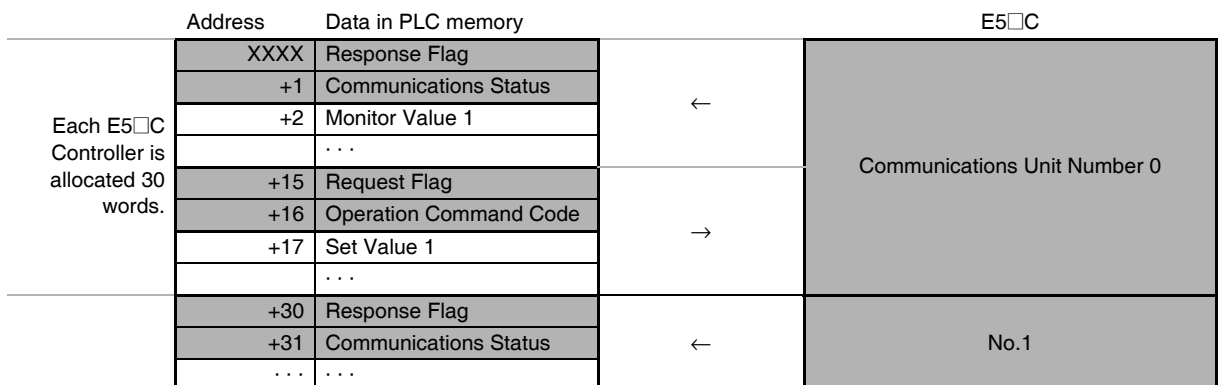 Address Data in PLC memory E5□C
XXXX Response Flag
+1 Communications Status
←
+2 Monitor Value 1
. . .
Each E5□C
Controller is
allocated 30
words.
Communications Unit Number 0
+15 Request Flag
+16 Operation Command Code
→
+17 Set Value 1
. . .
+30 Response Flag
+31 Communications Status ← No.1
. . . . . .